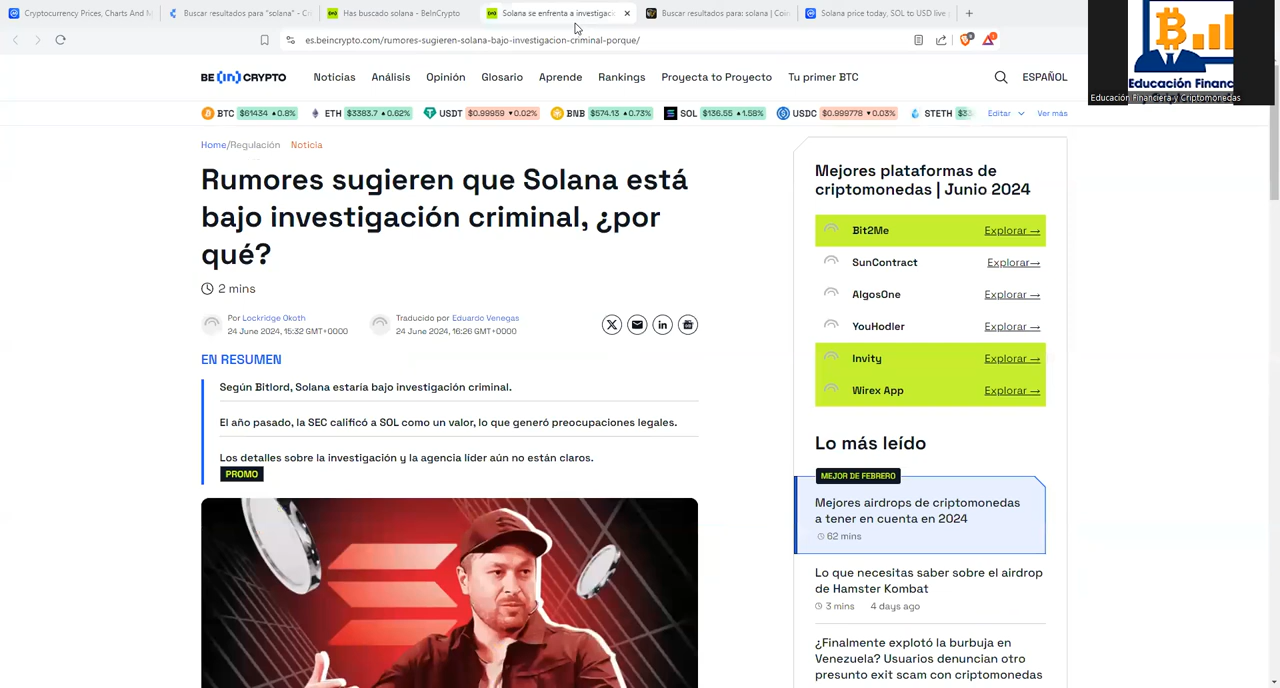 Cryptocurrency Prices, Charts And M
Buscar resultados para "solana" - Cri
Has buscado solana - BeInCrypto
Solana se enfrenta a investigaci
Buscar resultados para: solana | Coin
Solana price today, SOL to USD live
es.beincrypto.com/rumores-sugieren-solana-bajo-investigacion-criminal-porque/
Educación Financ
Educación Financiera y Criptomonedas
BE [IN] CRYPTO
Noticias
Análisis
Opinión
Glosario
Aprende
Rankings
Proyecta to Proyecto
Tu primer BTC
ESPAÑOL
BTC $61434 ▲0.8%
ETH $3383.7 ▲0.62%
USDT $0.99959 ▼0.02%
BNB $574.13 ▲0.73%
SOL $136.55 ▲1.58%
USDC $0.999778 ▼0.03%
STETH
Editar
Ver más
Home/Regulación Noticia
Rumores sugieren que Solana está
bajo investigación criminal, ¿por
qué?
2 mins
Por Lockridge Okoth
24 June 2024, 15:32 GMT+0000
Traducido por Eduardo Venegas
24 June 2024, 16:26 GMT+0000
EN RESUMEN
Según Bitlord, Solana estaría bajo investigación criminal.
El año pasado, la SEC calificó a SOL como un valor, lo que generó preocupaciones legales.
Los detalles sobre la investigación y la agencia líder aún no están claros.
PROMO
Mejores plataformas de
criptomonedas | Junio 2024
Bit2Me Explorar →
SunContract Explorar→
AlgosOne Explorar →
YouHodler Explorar →
Invity Explorar →
Wirex App Explorar →
Lo más leído
MEJOR DE FEBRERO
Mejores airdrops de criptomonedas
a tener en cuenta en 2024
62 mins
Lo que necesitas saber sobre el airdrop
de Hamster Kombat
3 mins 4 days ago
¿Finalmente explotó la burbuja en
Venezuela? Usuarios denuncian otro
presunto exit scam con criptomonedas